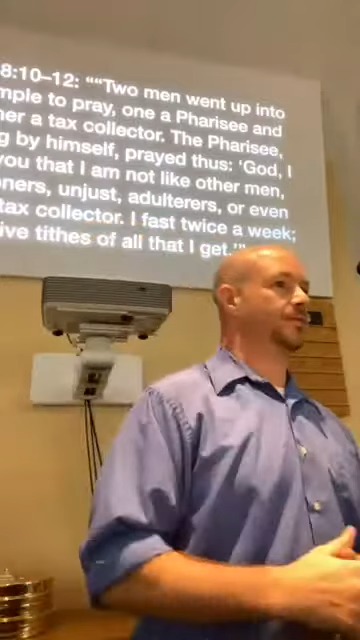 8:10–12: ““Two men went up into
mple to pray, one a Pharisee and
her a tax collector. The Pharisee,
g by himself, prayed thus: ‘God, I
you that I am not like other men,
oners, unjust, adulterers, or even
tax collector. I fast twice a week;
ive tithes of all that I get.’”